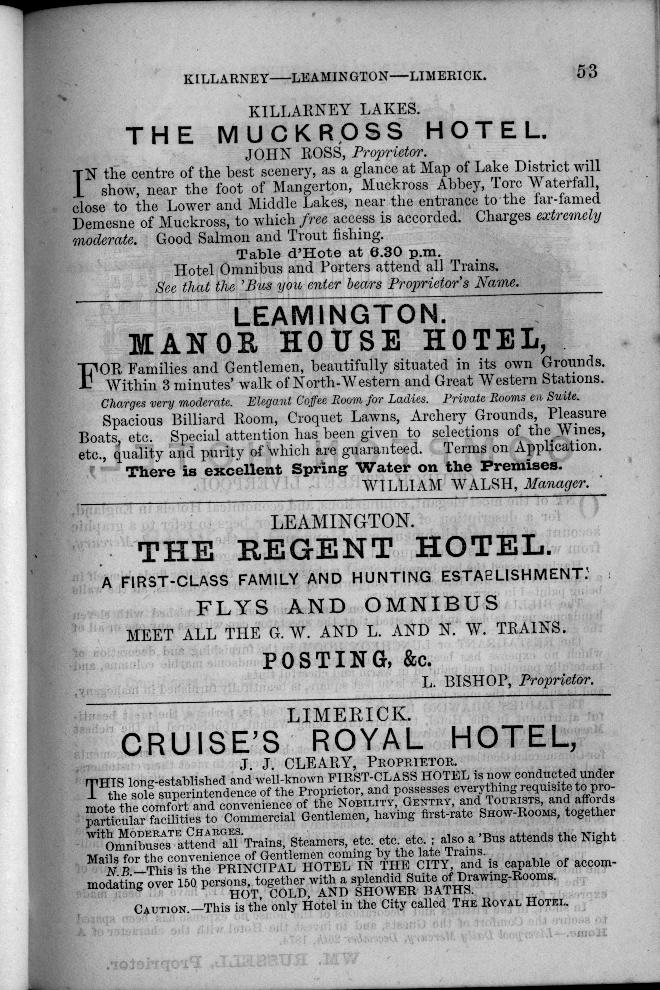 KILLARNEY—LEAMINGTON—LIMERICK. 53
KILLARNEY LAKES.
THE MUCKROSS HOTEL.
JOHN ROSS, Proprietor.
IN the centre of the best scenery, as a glance at Map of Lake District will
show, near the foot of Mangerton, Muckross Abbey, Torc Waterfall,
close to the Lower and Middle Lakes, near the entrance to the far-famed
Demesne of Muckross, to which free access is accorded. Charges extremely
moderate. Good Salmon and Trout fishing.
Table d'Hote at 6.30 p.m.
Hotel Omnibus and Porters attend all Trains.
See that the 'Bus you enter bears Proprietor's Name.
LEAMINGTON.
MANOR HOUSE HOTEL,
FOR Families and Gentlemen, beautifully situated in its own Grounds.
Within 3 minutes' walk of North-Western and Great Western Stations.
Charges very moderate. Elegant Coffee Room for Ladies. Private Rooms en Suite.
Spacious Billiard Room, Croquet Lawns, Archery Grounds, Pleasure
Boats, etc. Special attention has been given to selections of the Wines,
etc., quality and purity of which are guaranteed. Terms on Application.
There is excellent Spring Water on the Premises.
WILLIAM WALSH, Manager.
LEAMINGTON.
THE REGENT HOTEL.
A FIRST-CLASS FAMILY AND HUNTING ESTABLISHMENT.
FLYS AND OMNIBUS
MEET ALL THE G. W. AND L. AND N. W. TRAINS.
POSTING, &c.
L. BISHOP, Proprietor.
LIMERICK.
CRUISE'S ROYAL HOTEL,
J. J. CLEARY, PROPRIETOR.
THIS long-established and well-known FIRST-CLASS HOTEL is now conducted under
the sole superintendence of the Proprietor, and possesses everything requisite to pro-
mote the comfort and convenience of the NOBILITY, GENTRY, and TOURISTS, and affords
particular facilities to Commercial Gentlemen, having first-rate SHOW-ROOMS, together
with MODERATE CHARGES.
Omnibuses attend all Trains, Steamers, etc. etc. etc. ; also a 'Bus attends the Night
Mails for the convenience of Gentlemen coming by the late Trains.
N.B.—This is the PRINCIPAL HOTEL IN THE CITY, and is capable of accom-
modating over 150 persons, together with a splendid Suite of Drawing-Rooms.
HOT, COLD, AND SHOWER BATHS.
CAUTION.—This is the only Hotel in the City called THE ROYAL HOTEL.